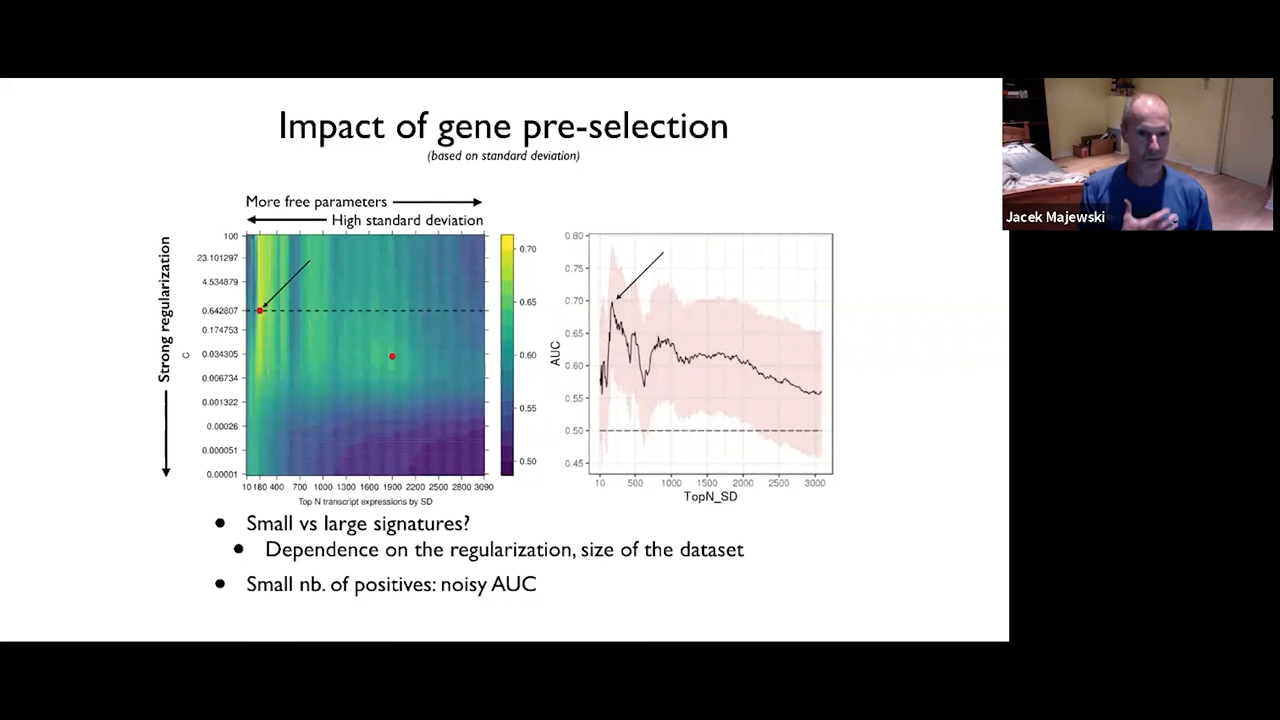 Impact of gene pre-selection
(based on standard deviation)
More free parameters
High standard deviation
Strong regularization
C
100
23.101297
4.534879
0.642807
0.174753
0.034305
0.006734
0.001322
0.00026
0.000051
0.00001
10 180 400 700 1000 1300 1600 1900 2200 2500 2800 3090
Top N transcript expressions by SD
0.70
0.65
0.60
0.55
0.50
AUC
0.80
0.75
0.70
0.65
0.60
0.55
0.50
0.45
10 500 1000 1500 2000 2500 3000
TopN_SD
• Small vs large signatures?
• Dependence on the regularization, size of the dataset
• Small nb. of positives: noisy AUC
Jacek Majewski